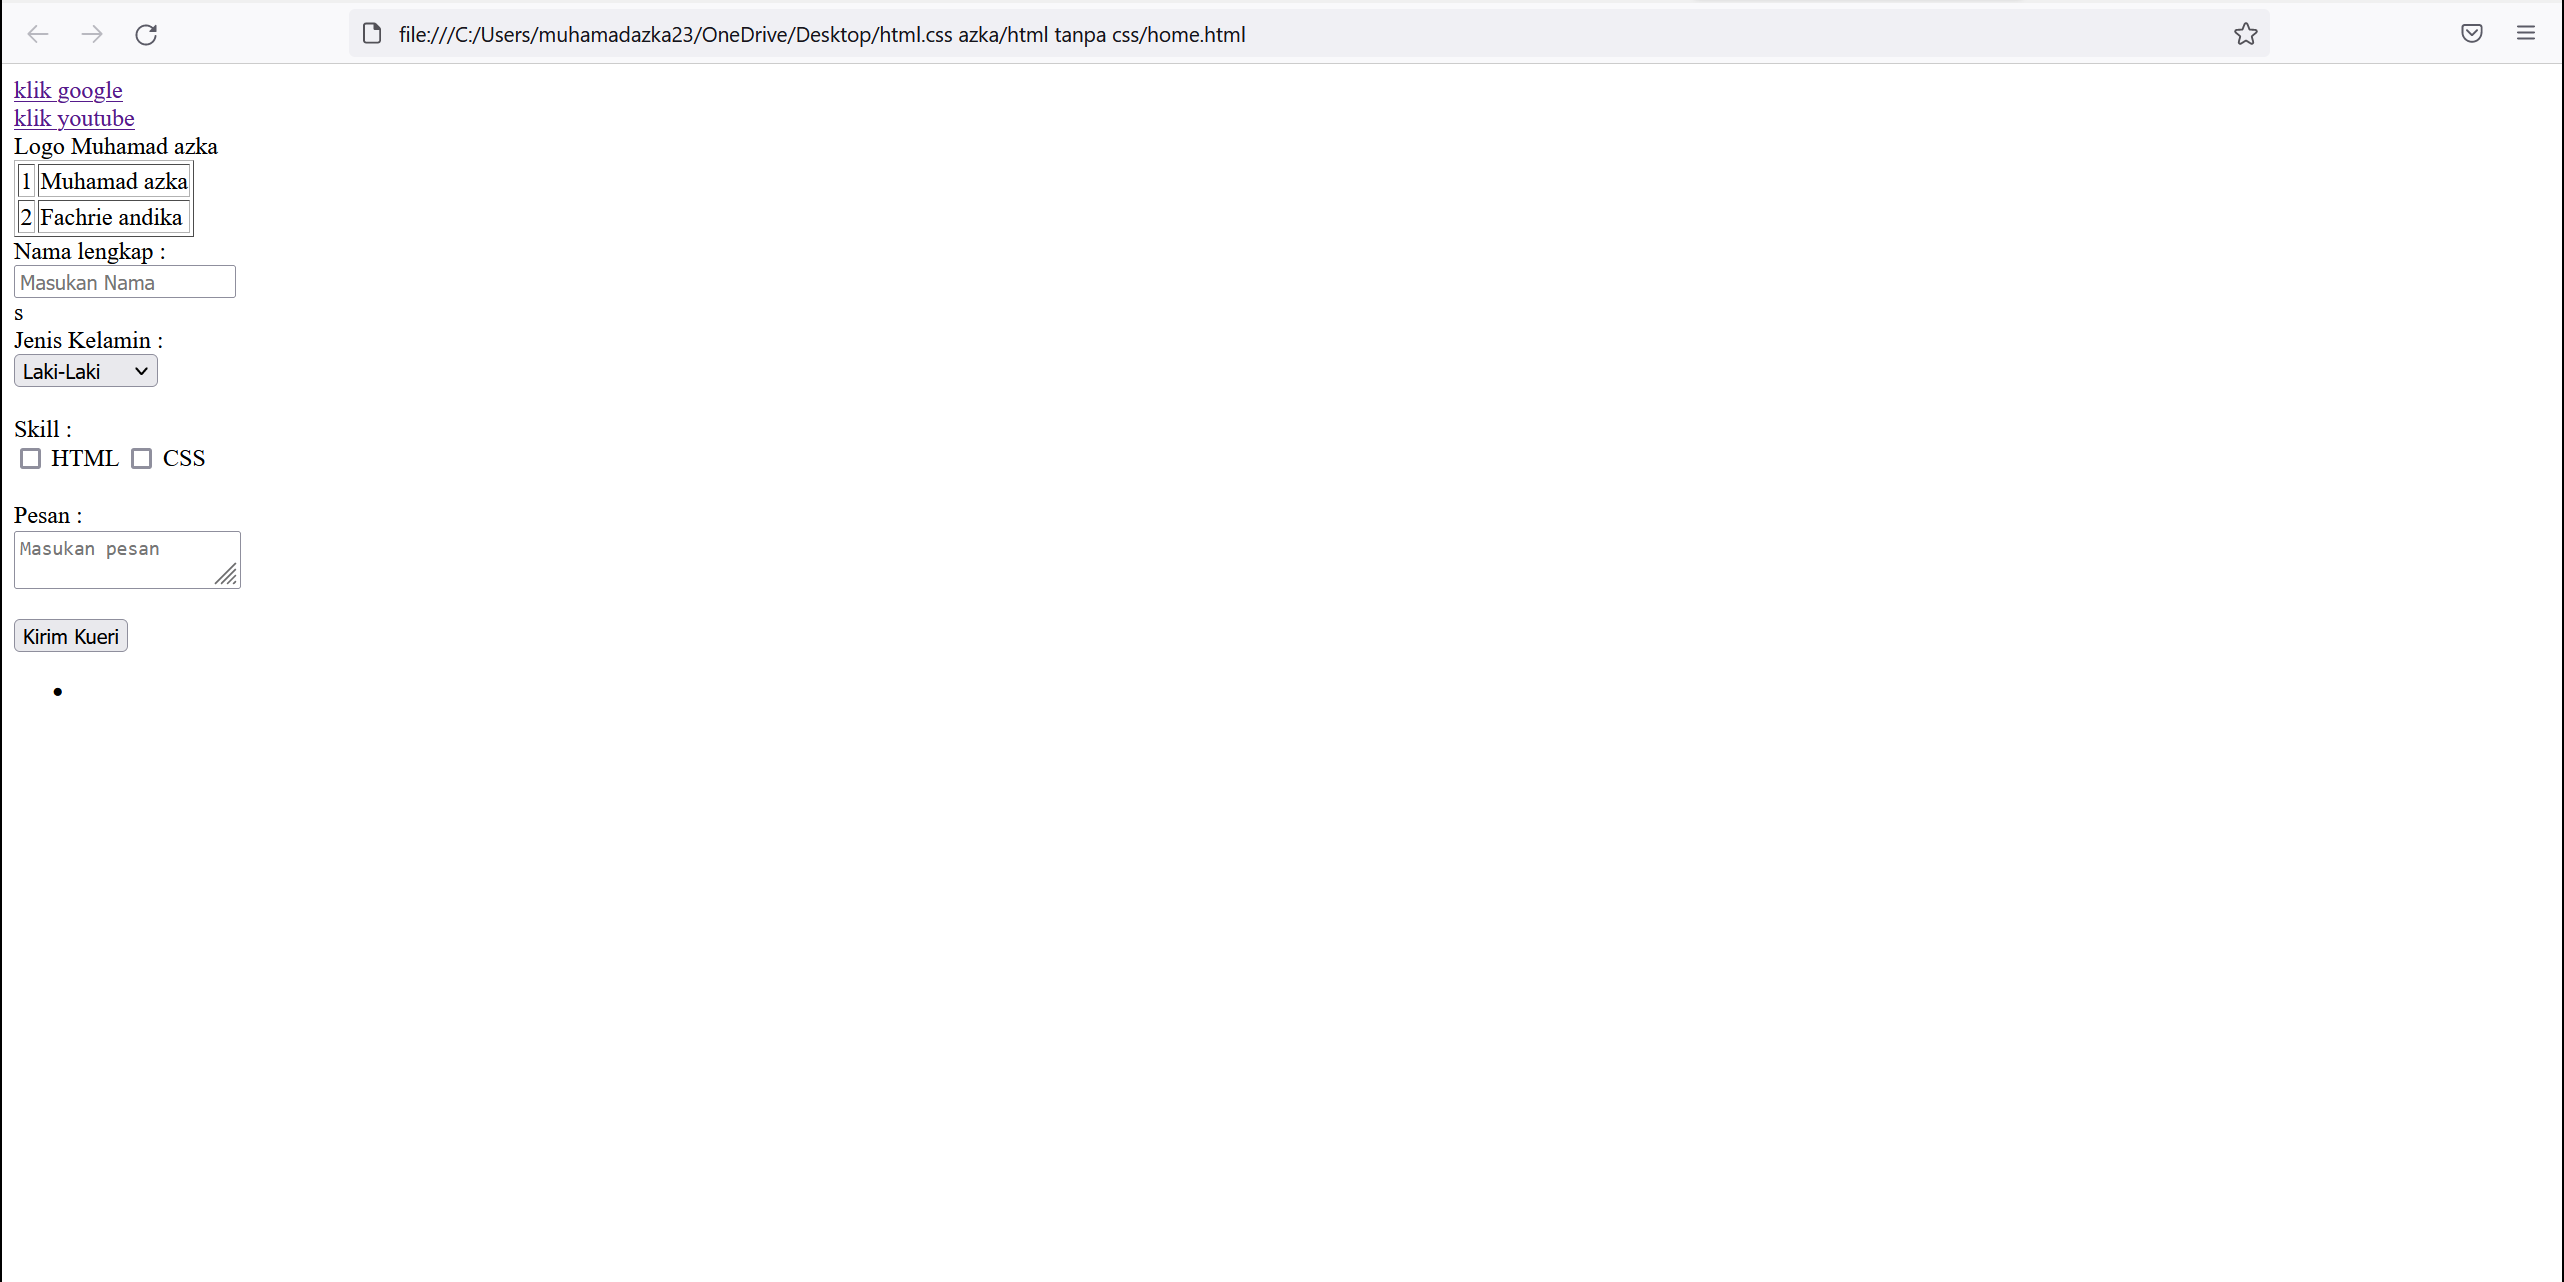 file:///C:/Users/muhamadazka23/OneDrive/Desktop/html.css azka/html tanpa css/home.html
klik google
klik youtube
Logo Muhamad azka
1 Muhamad azka
2 Fachrie andika
Nama lengkap :
Masukan Nama
s
Jenis Kelamin :
Laki-Laki
Skill :
HTML CSS
Pesan :
Masukan pesan
Kirim Kueri